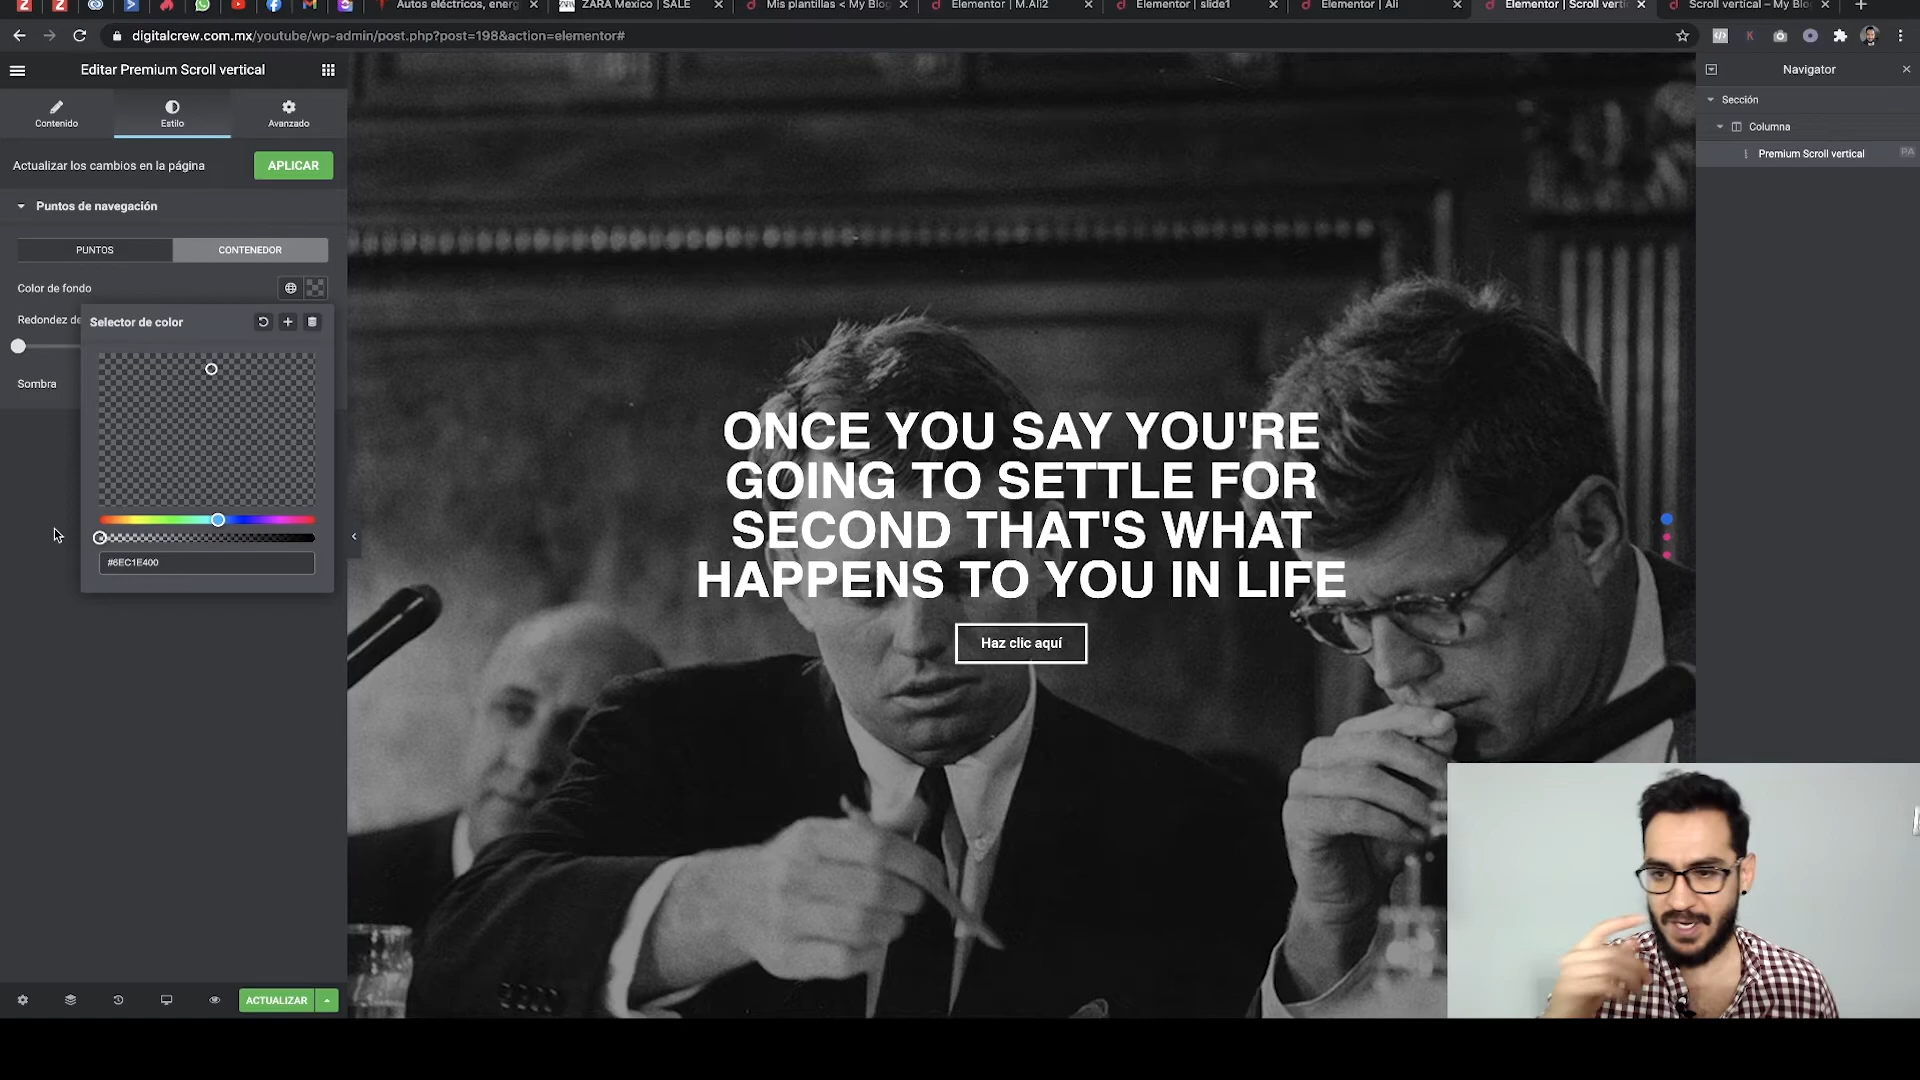 Autos eléctricos, energ
ZARA Mexico | SALE
Mis plantillas < My Blog
Elementor | M.Ali2
Elementor | slide1
Elementor | Ali
Elementor | Scroll verti
Scroll vertical – My Blo
digitalcrew.com.mx/youtube/wp-admin/post.php?post=198&action=elementor#
Editar Premium Scroll vertical
Navigator
Contenido
Estilo
Avanzado
Sección
Columna
Premium Scroll vertical
PA
Actualizar los cambios en la página
APLICAR
Puntos de navegación
PUNTOS
CONTENEDOR
Color de fondo
Redondez de
Selector de color
Sombra
#6EC1E400
ONCE YOU SAY YOU'RE
GOING TO SETTLE FOR
SECOND THAT'S WHAT
HAPPENS TO YOU IN LIFE
Haz clic aquí
ACTUALIZAR